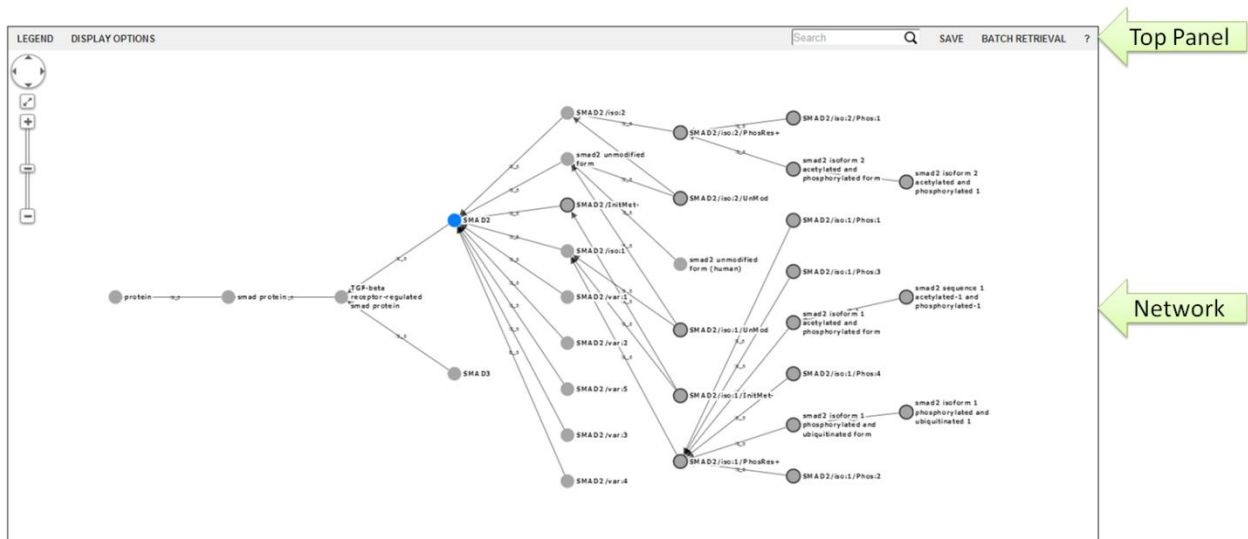 Top Panel
LEGEND DISPLAY OPTIONS Search SAVE BATCH RETRIEVAL ?
SMAD2/iso:2
SMAD2/iso:2/PhosRes+
SMAD2/iso:2/Phos:1
smad2 unmodified
form
smad2 isoform 2
acetylated and
phosphorylated form
smad2 isoform 2
acetylated and
phosphorylated 1
SMAD2/InitMet-
SMAD2/iso:2/UnMod
SMAD2
SMAD2/iso:1/Phos:1
SMAD2/iso:1
smad2 unmodified
form (human)
SMAD2/iso:1/Phos:3
protein
smad protein
TGF-beta
receptor-regulated
smad protein
SMAD2/var:1
smad2 sequence 1
acetylated-1 and
phosphorylated-1
Network
smad2 isoform 1
acetylated and
phosphorylated form
SMAD2/iso:1/UnMod
SMAD2/var:2
SMAD3
SMAD2/iso:1/Phos:4
SMAD2/var:5
SMAD2/iso:1/InitMet-
smad2 isoform 1
phosphorylated and
ubiquitinated form
smad2 isoform 1
phosphorylated and
ubiquitinated 1
SMAD2/var:3
SMAD2/iso:1/PhosRes+
SMAD2/iso:1/Phos:2
SMAD2/var:4